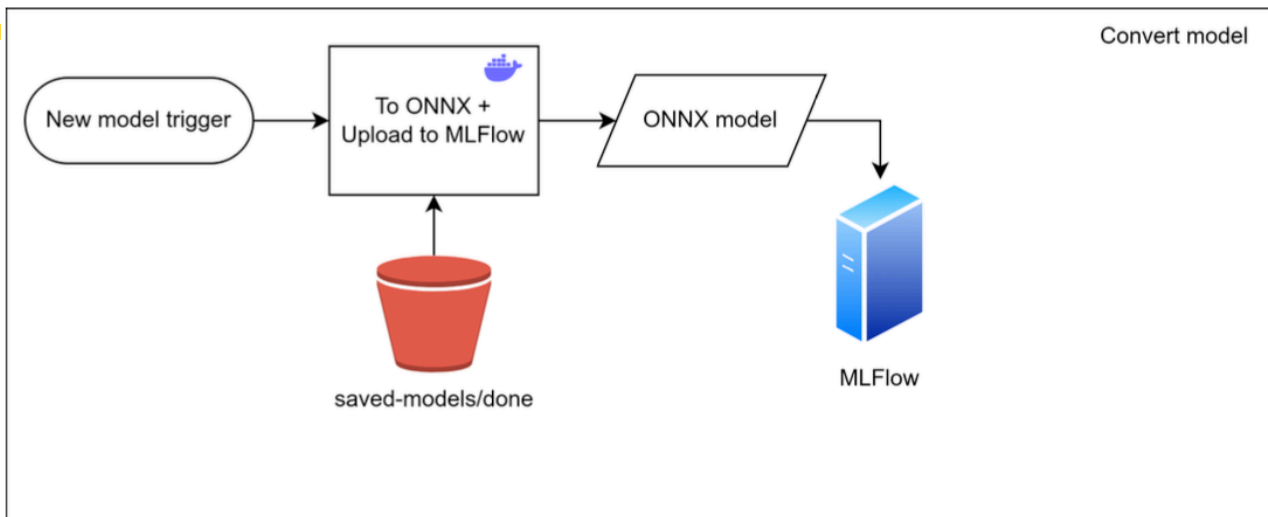 Convert model
New model trigger
To ONNX +
Upload to MLFlow
ONNX model
saved-models/done
MLFlow